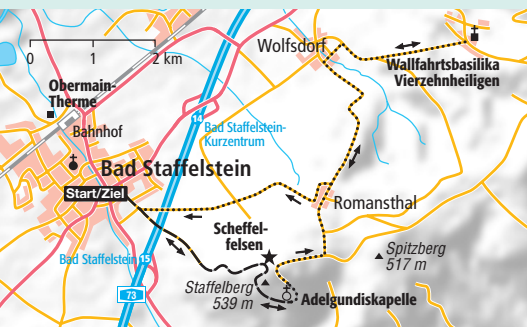 0 1 2 km
Wolfsdorf
Wallfahrtsbasilika
Vierzehnheiligen
Obermain-
Therme
14
Bahnhof
Bad Staffelstein-
Kurzentrum
Bad Staffelstein
Start/Ziel
Romansthal
Scheffel-
felsen
Spitzberg
517 m
Bad Staffelstein
15
Staffelberg
539 m
73
Adelgundiskapelle